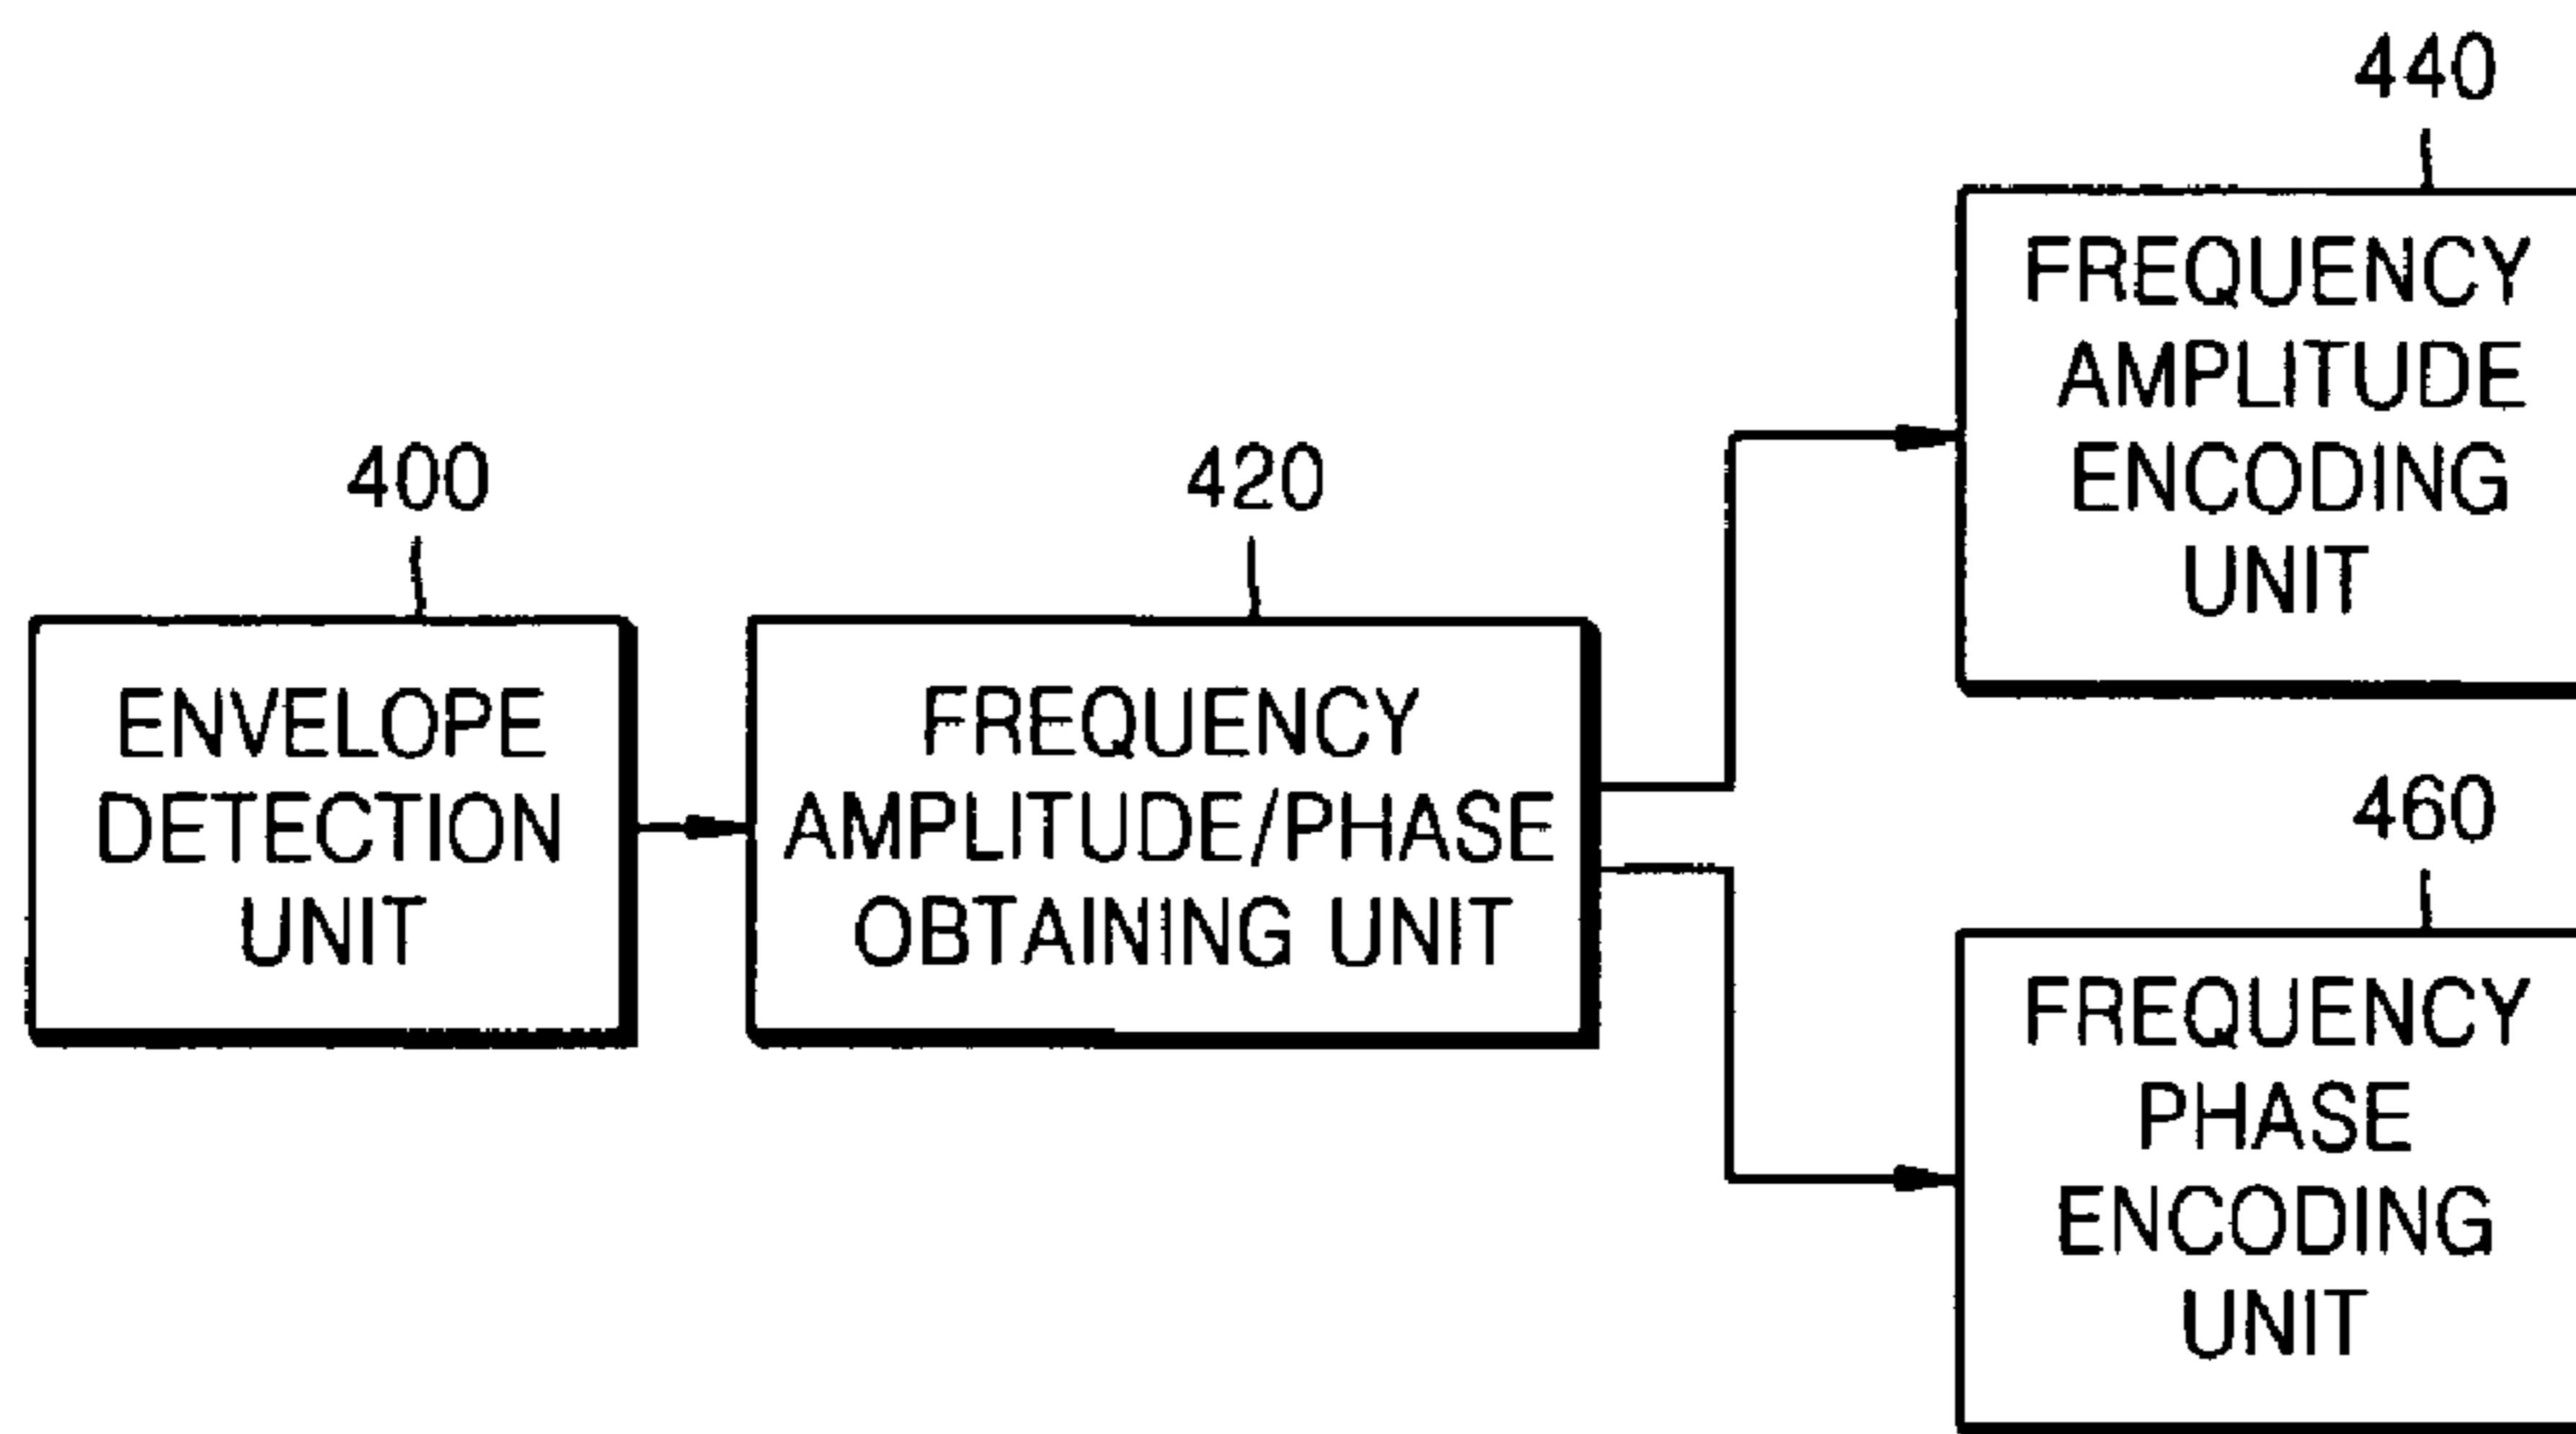 400
ENVELOPE
DETECTION
UNIT
420
FREQUENCY
AMPLITUDE/PHASE
OBTAINING UNIT
440
FREQUENCY
AMPLITUDE
ENCODING
UNIT
460
FREQUENCY
PHASE
ENCODING
UNIT